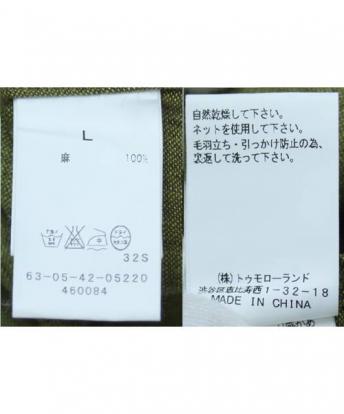 L
麻 100%
32S
63-05-42-05220
460084
自然乾燥して下さい。
ネットを使用して下さい。
毛羽立ち・引っかけ防止の為、
裏返して洗って下さい。
(株)トゥモローランド
渋谷区恵比寿西1-32-18
MADE IN CHINA